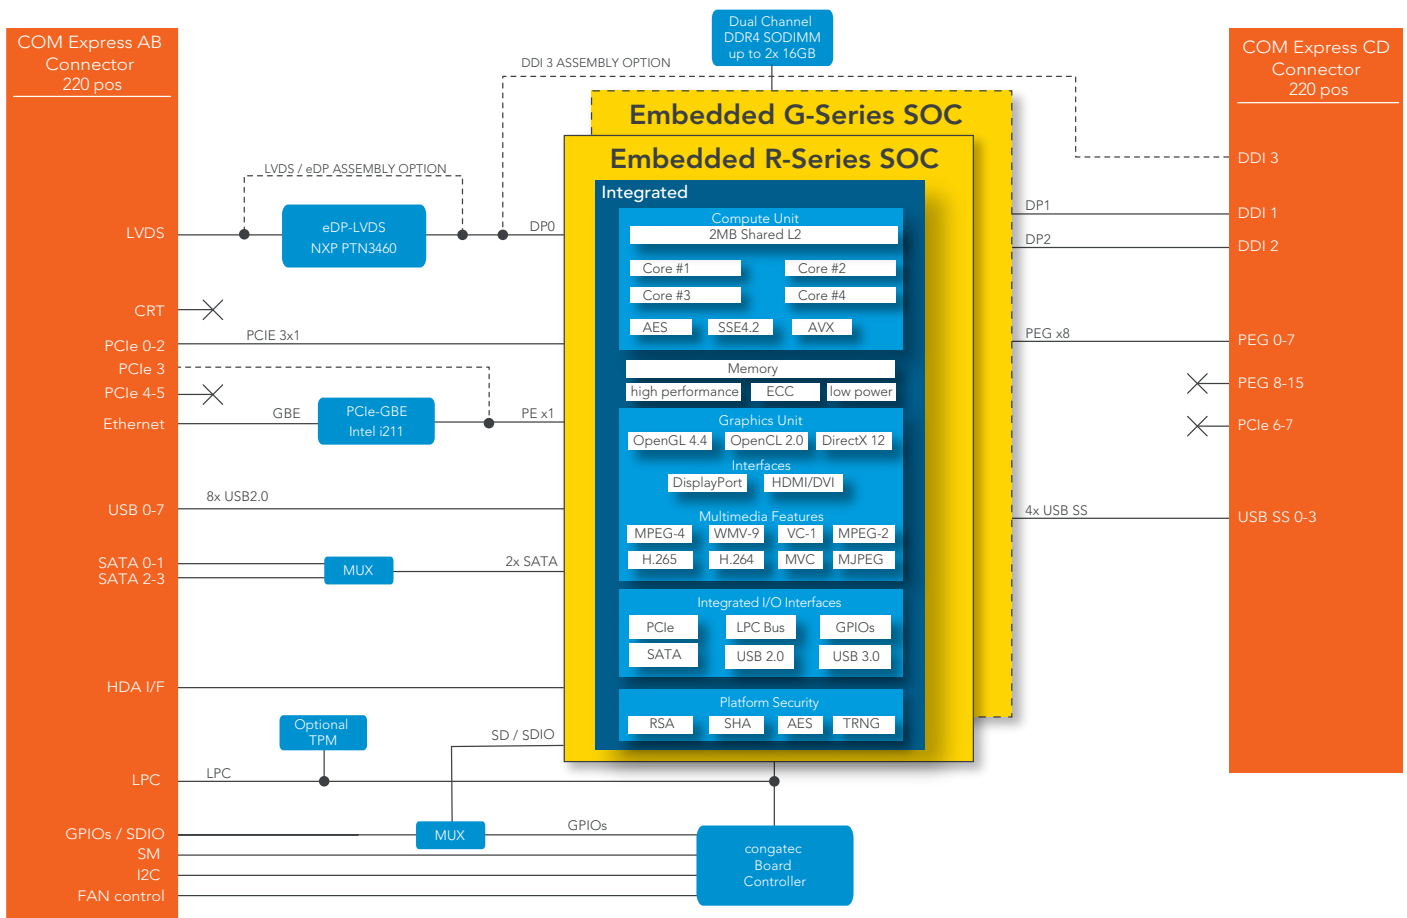 COM Express AB
Connector
220 pos
Dual Channel
DDR4 SODIMM
up to 2x 16GB
COM Express CD
Connector
220 pos
DDI 3 ASSEMBLY OPTION
Embedded G-Series SOC
Embedded R-Series SOC
LVDS / eDP ASSEMBLY OPTION
LVDS
eDP-LVDS
NXP PTN3460
DP0
CRT
PCIe 0-2
PCIE 3x1
PCIe 3
PCIe 4-5
Ethernet
GBE
PCIe-GBE
Intel i211
PE x1
USB 0-7
8x USB2.0
SATA 0-1
SATA 2-3
MUX
2x SATA
HDA I/F
Optional
TPM
SD / SDIO
LPC
LPC
GPIOs / SDIO
MUX
GPIOs
SM
I2C
FAN control
congatec
Board
Controller
Integrated
Compute Unit
2MB Shared L2
Core #1
Core #2
Core #3
Core #4
AES
SSE4.2
AVX
Memory
high performance
ECC
low power
Graphics Unit
OpenGL 4.4
OpenCL 2.0
DirectX 12
Interfaces
DisplayPort
HDMI/DVI
Multimedia Features
MPEG-4
WMV-9
VC-1
MPEG-2
H.265
H.264
MVC
MJPEG
Integrated I/O Interfaces
PCIe
LPC Bus
GPIOs
SATA
USB 2.0
USB 3.0
Platform Security
RSA
SHA
AES
TRNG
DDI 3
DP1
DDI 1
DP2
DDI 2
PEG x8
PEG 0-7
PEG 8-15
PCIe 6-7
4x USB SS
USB SS 0-3